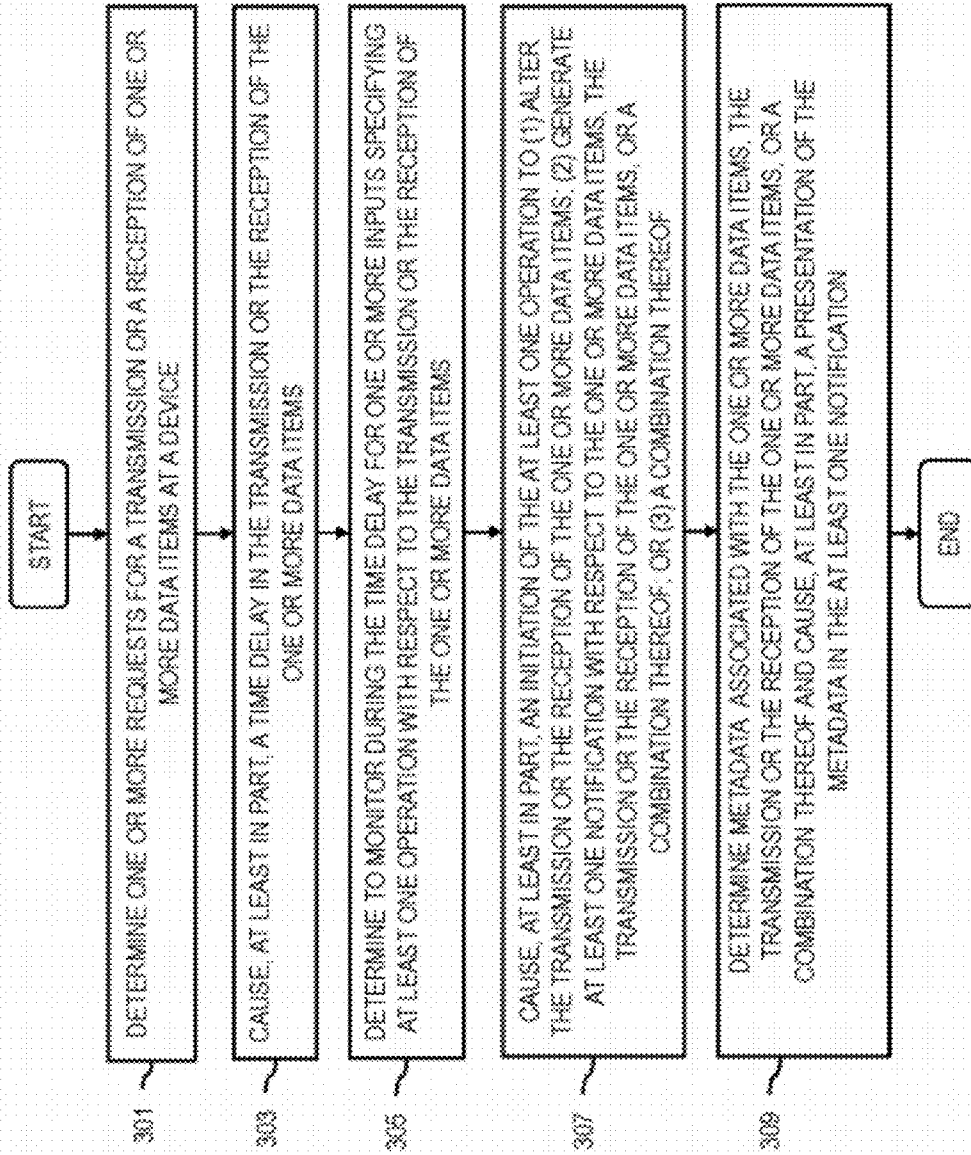 START
301
DETERMINE ONE OR MORE REQUESTS FOR A TRANSMISSION OR A RECEPTION OF ONE OR
MORE DATA ITEMS AT A DEVICE
303
CAUSE, AT LEAST IN PART, A TIME DELAY IN THE TRANSMISSION OR THE RECEPTION OF THE
ONE OR MORE DATA ITEMS
305
DETERMINE TO MONITOR DURING THE TIME DELAY FOR ONE OR MORE INPUTS SPECIFYING
AT LEAST ONE OPERATION WITH RESPECT TO THE TRANSMISSION OR THE RECEPTION OF
THE ONE OR MORE DATA ITEMS
307
CAUSE, AT LEAST IN PART, AN INITIATION OF THE AT LEAST ONE OPERATION TO (1) ALTER
THE TRANSMISSION OR THE RECEPTION OF THE ONE OR MORE DATA ITEMS; (2) GENERATE
AT LEAST ONE NOTIFICATION WITH RESPECT TO THE ONE OR MORE DATA ITEMS, THE
TRANSMISSION OR THE RECEPTION OF THE ONE OR MORE DATA ITEMS, OR A
COMBINATION THEREOF; OR (3) A COMBINATION THEREOF
309
DETERMINE METADATA ASSOCIATED WITH THE ONE OR MORE DATA ITEMS, THE
TRANSMISSION OR THE RECEPTION OF THE ONE OR MORE DATA ITEMS, OR A
COMBINATION THEREOF AND CAUSE, AT LEAST IN PART, A PRESENTATION OF THE
METADATA IN THE AT LEAST ONE NOTIFICATION
END